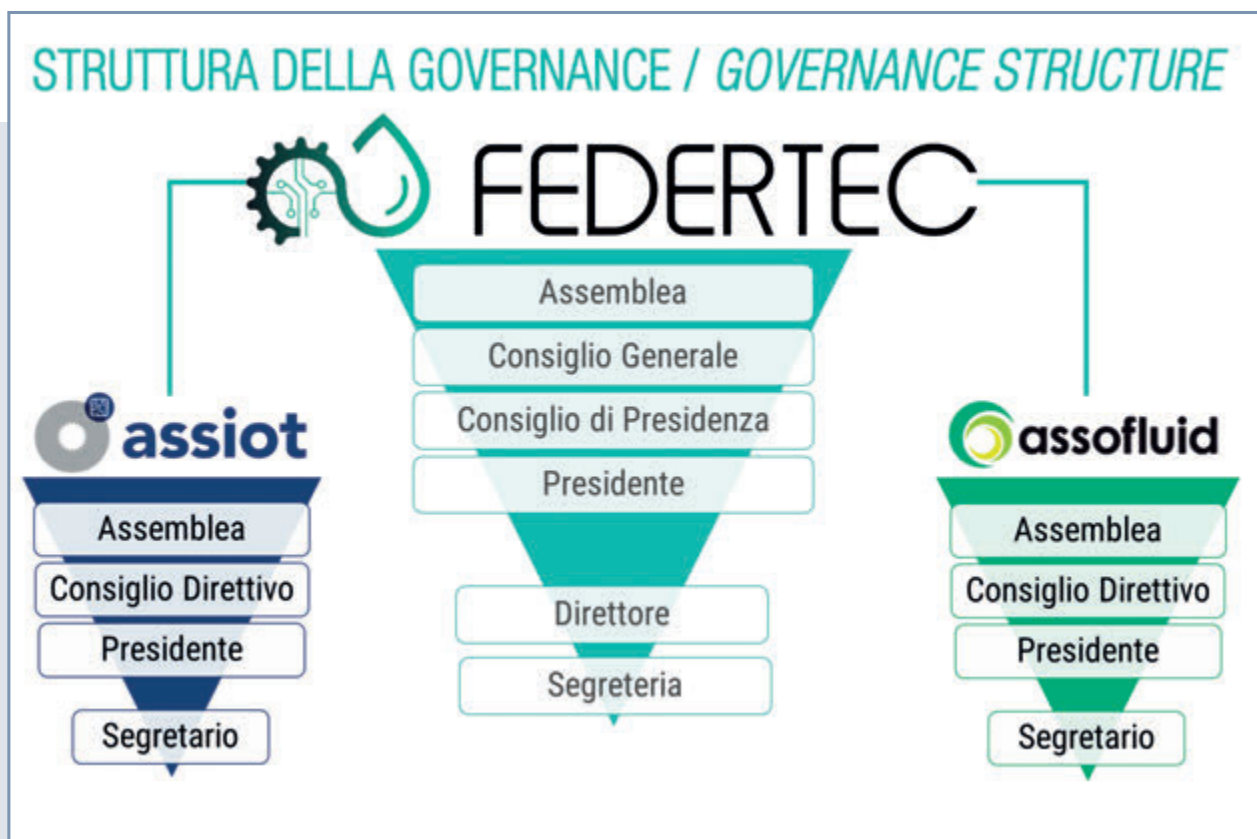 STRUTTURA DELLA GOVERNANCE / GOVERNANCE STRUCTURE
FEDERTEC
Assemblea
Consiglio Generale
Consiglio di Presidenza
Presidente
Direttore
Segreteria
assiot
Assemblea
Consiglio Direttivo
Presidente
Segretario
assofluid
Assemblea
Consiglio Direttivo
Presidente
Segretario